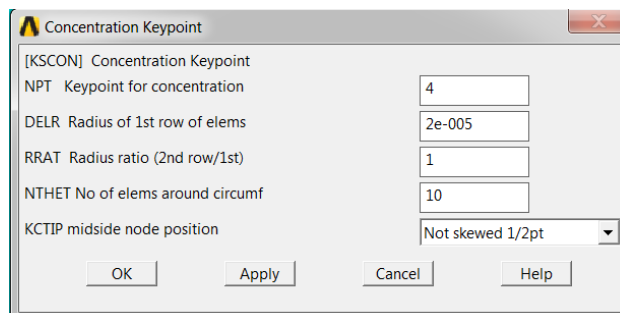 Concentration Keypoint
[KSCON] Concentration Keypoint
NPT Keypoint for concentration 4
DELR Radius of 1st row of elems 2e-005
RRAT Radius ratio (2nd row/1st) 1
NTHET No of elems around circumf 10
KCTIP midside node position Not skewed 1/2pt
OK Apply Cancel Help